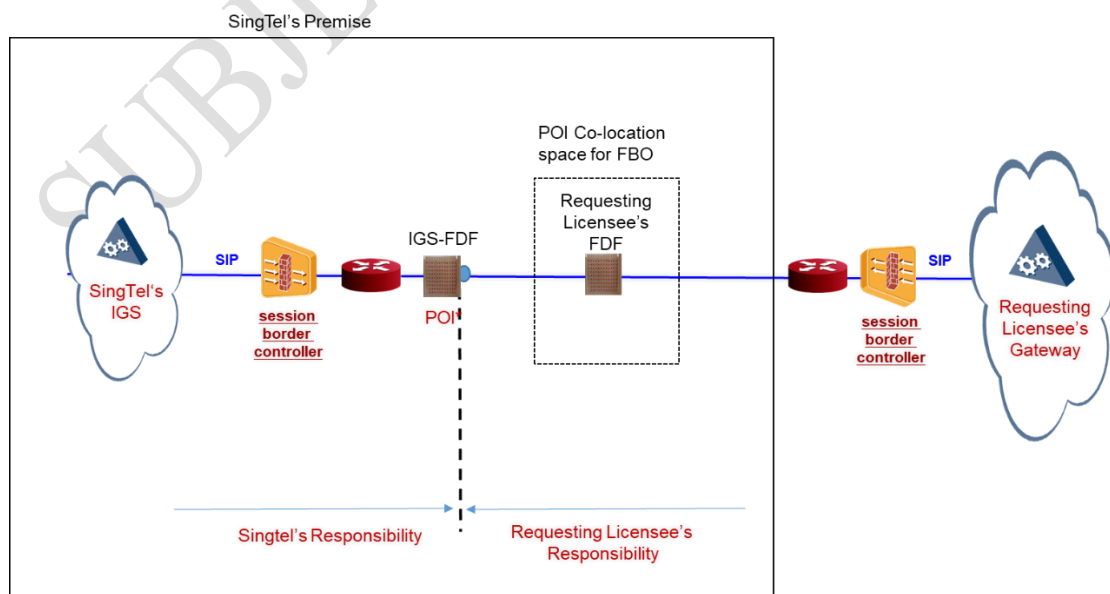 SingTel's Premise
SUBJE
POI Co-location
space for FBO
Requesting
Licensee's
FDF
IGS-FDF
SIP
SingTel's
IGS
session
border
controller
POI
SIP
session
border
controller
Requesting
Licensee's
Gateway
Singtel's Responsibility
Requesting Licensee's
Responsibility